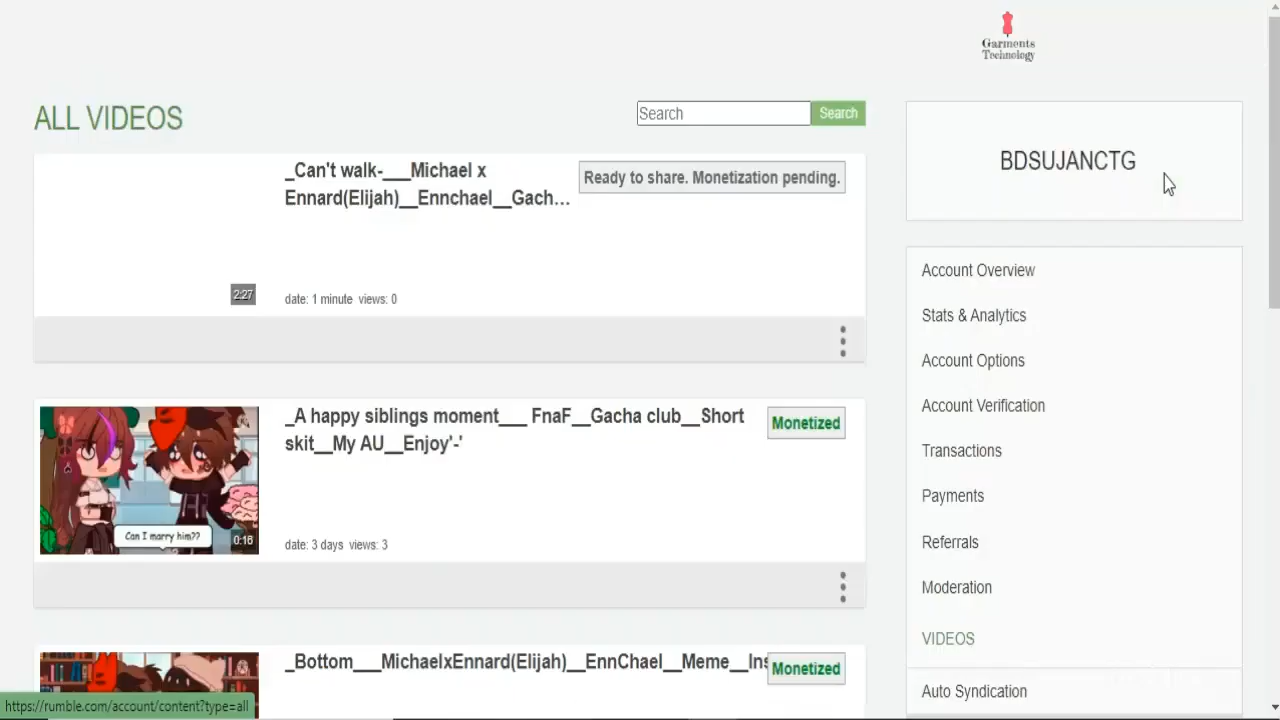 Garments
Technology
ALL VIDEOS
Search
Search
BDSUJANCTG
_Can't walk-___Michael x
Ennard(Elijah)__Ennchael__Gach...
Ready to share. Monetization pending.
2:27
date: 1 minute views: 0
Account Overview
Stats & Analytics
Account Options
Account Verification
Transactions
Payments
Referrals
Moderation
VIDEOS
Auto Syndication
_A happy siblings moment___ FnaF__Gacha club__Short
skit__My AU__Enjoy'-'
Monetized
Can I marry him??
0:16
date: 3 days views: 3
_Bottom___MichaelxEnnard(Elijah)__EnnChael__Meme__Ins
Monetized
https://rumble.com/account/content?type=all